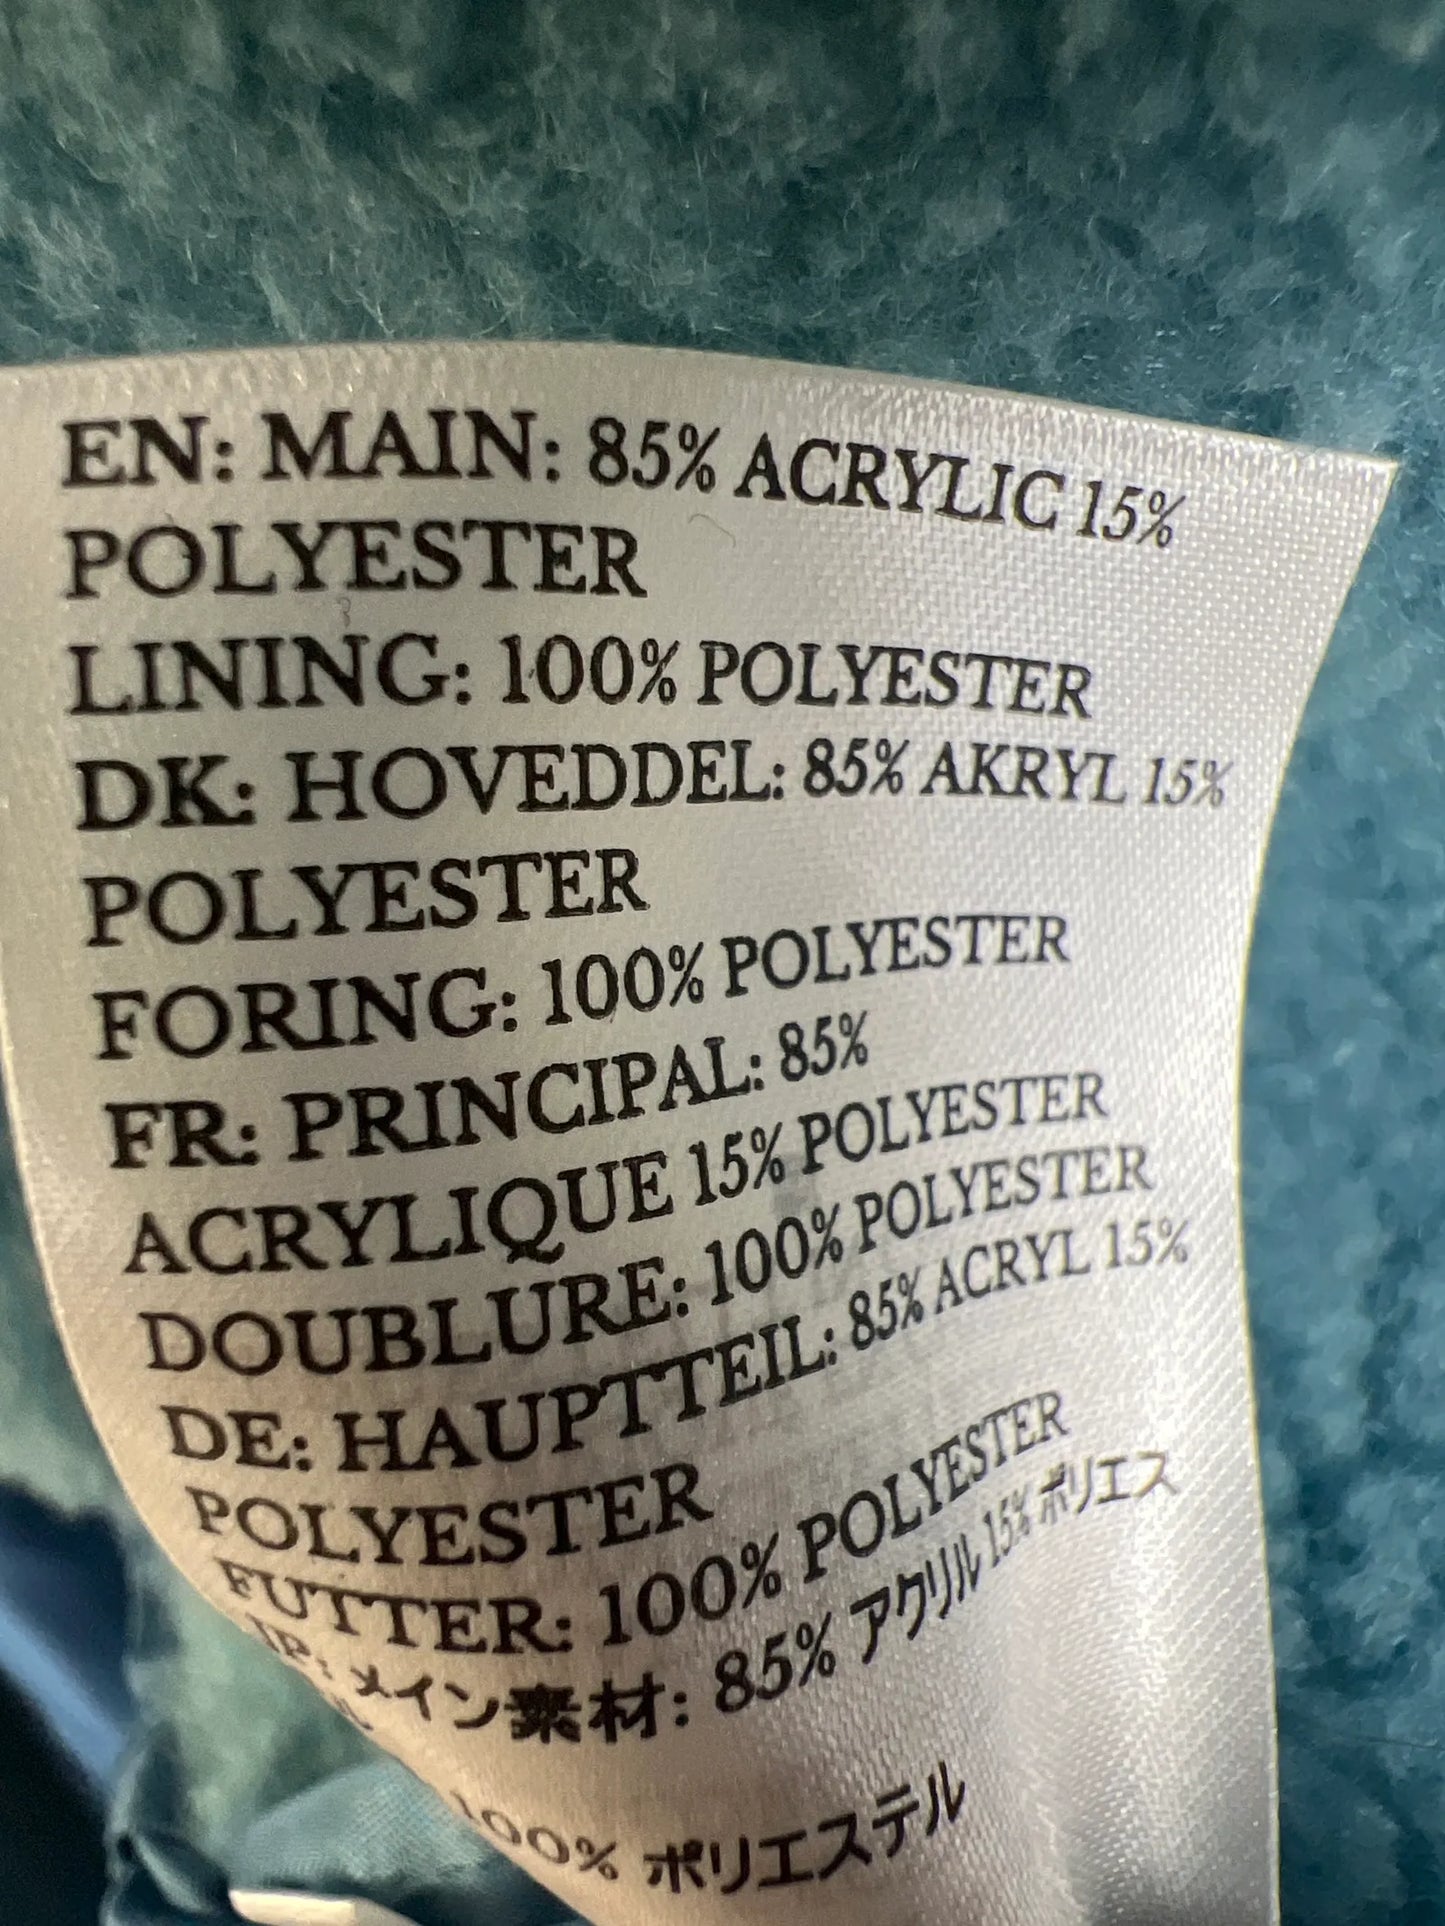 EN: MAIN: 85% ACRYLIC 15%
POLYESTER
LINING: 100% POLYESTER
DK: HOVEDDEL: 85% AKRYL 15%
POLYESTER
FORING: 100% POLYESTER
FR: PRINCIPAL: 85%
ACRYLIQUE 15% POLYESTER
DOUBLURE: 100% POLYESTER
DE: HAUPTTEIL: 85% ACRYL 15%
POLYESTER
FUTTER: 100% POLYESTER
JP: メイン素材: 85% アクリル 15% ポリエス
ル
100% ポリエステル